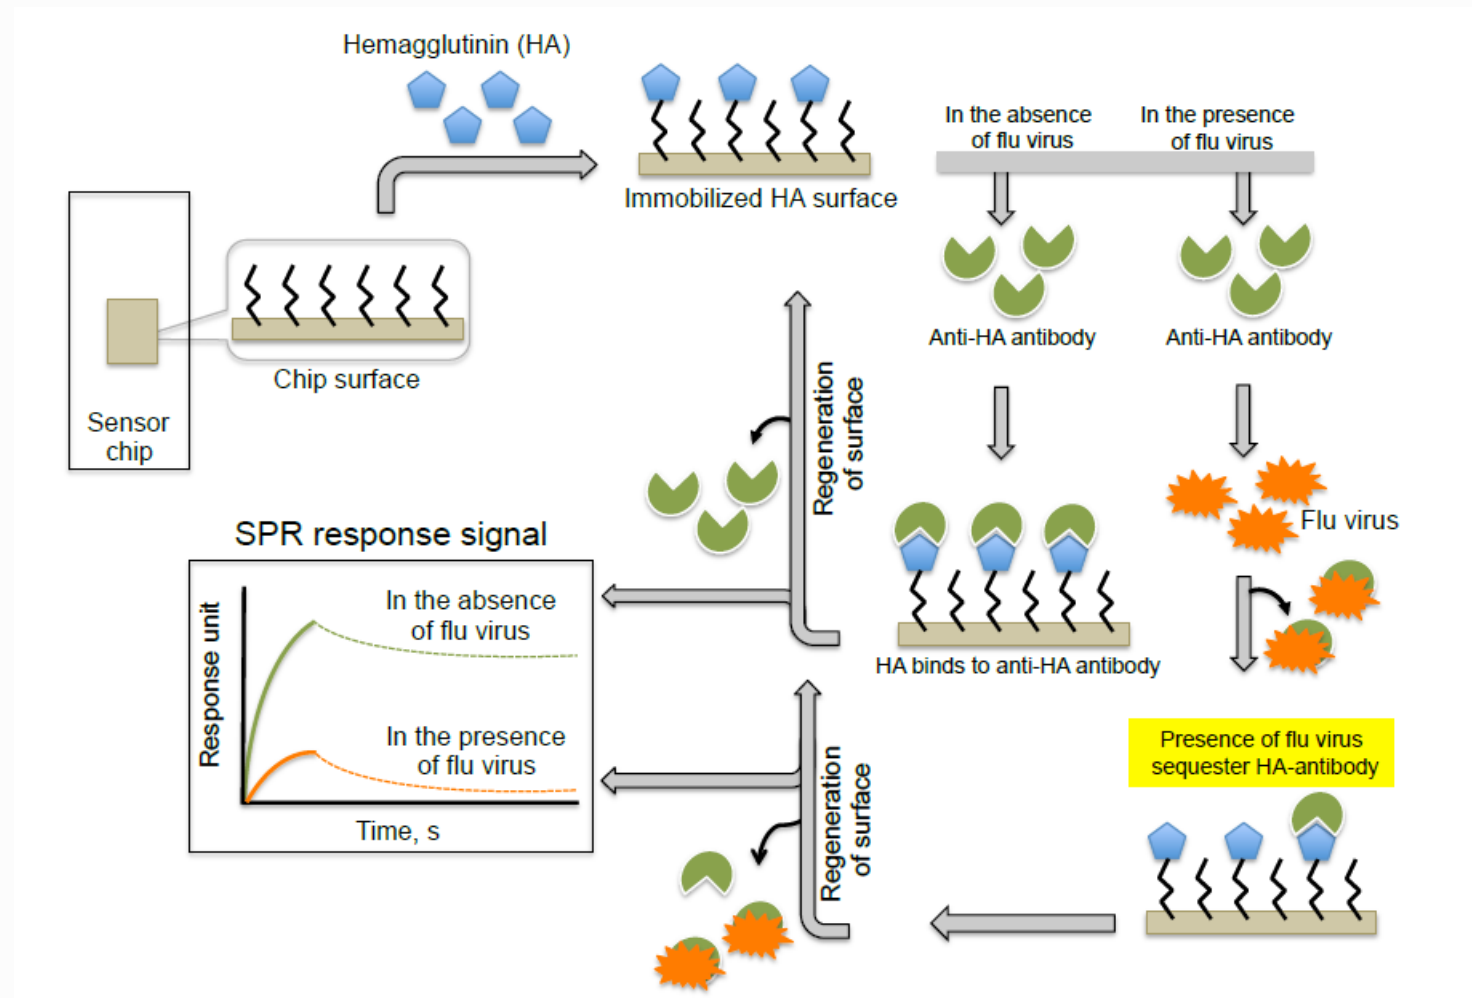 Hemagglutinin (HA)
Immobilized HA surface
In the absence
of flu virus
In the presence
of flu virus
Anti-HA antibody
Anti-HA antibody
Chip surface
Sensor
chip
Regeneration
of surface
Flu virus
HA binds to anti-HA antibody
SPR response signal
Response unit
In the absence
of flu virus
In the presence
of flu virus
Time, s
Regeneration
of surface
Presence of flu virus
sequester HA-antibody